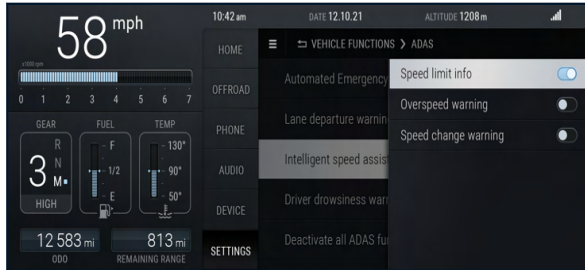 58 mph
x1000 rpm
0 1 2 3 4 5 6 7
GEAR
R
N
3 M
HIGH
FUEL
F
1/2
E
TEMP
130°
90°
50°
12 583 mi
ODO
813 mi
REMAINING RANGE
10:42 am
DATE 12.10.21
ALTITUDE 1208 m
HOME
OFFROAD
PHONE
AUDIO
DEVICE
SETTINGS
VEHICLE FUNCTIONS > ADAS
Automated Emergency
Lane departure warnin
Intelligent speed assist
Driver drowsiness warn
Deactivate all ADAS fu
Speed limit info
Overspeed warning
Speed change warning